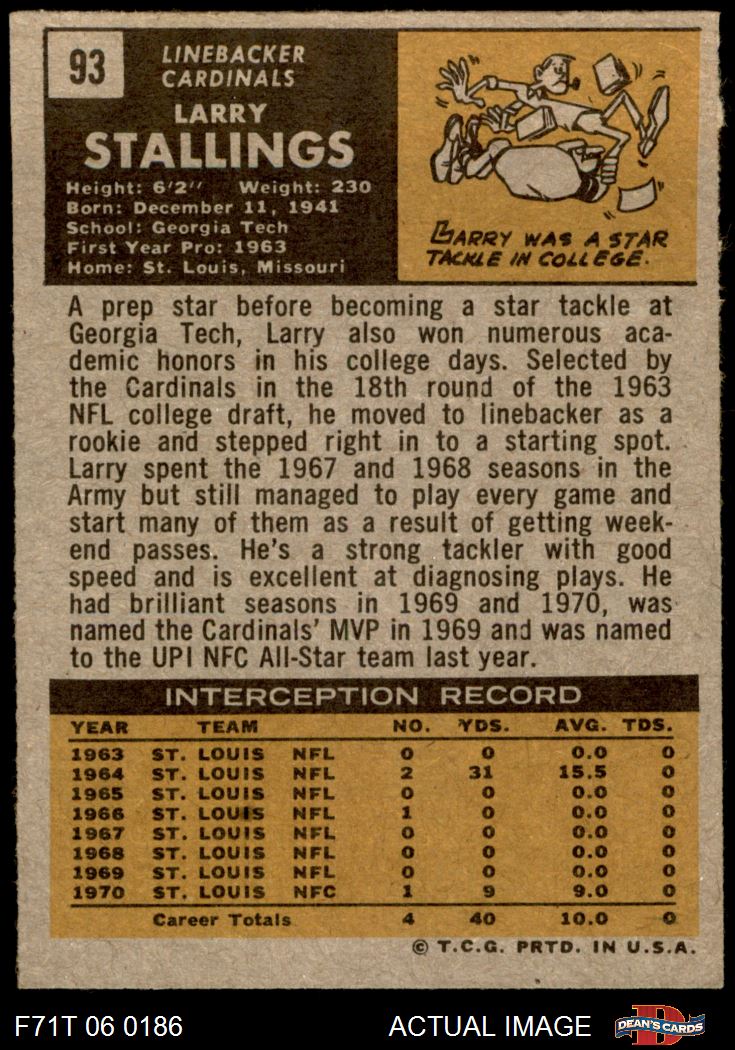 93
LINEBACKER
CARDINALS
LARRY
STALLINGS
Height: 6'2" Weight: 230
Born: December 11, 1941
School: Georgia Tech
First Year Pro: 1963
Home: St. Louis, Missouri
LARRY WAS A STAR
TACKLE IN COLLEGE.
A prep star before becoming a star tackle at
Georgia Tech, Larry also won numerous aca-
demic honors in his college days. Selected by
the Cardinals in the 18th round of the 1963
NFL college draft, he moved to linebacker as a
rookie and stepped right in to a starting spot.
Larry spent the 1967 and 1968 seasons in the
Army but still managed to play every game and
start many of them as a result of getting week-
end passes. He's a strong tackler with good
speed and is excellent at diagnosing plays. He
had brilliant seasons in 1969 and 1970, was
named the Cardinals' MVP in 1969 and was named
to the UPI NFC All-Star team last year.
INTERCEPTION RECORD
YEAR TEAM NO. YDS. AVG. TDS.
1963 ST. LOUIS NFL 0 0 0.0 0
1964 ST. LOUIS NFL 2 31 15.5 0
1965 ST. LOUIS NFL 0 0 0.0 0
1966 ST. LOUIS NFL 1 0 0.0 0
1967 ST. LOUIS NFL 0 0 0.0 0
1968 ST. LOUIS NFL 0 0 0.0 0
1969 ST. LOUIS NFL 0 0 0.0 0
1970 ST. LOUIS NFC 1 9 9.0 0
Career Totals 4 40 10.0 0
© T.C.G. PRTD. IN U.S.A.
F71T 06 0186 ACTUAL IMAGE DEAN'S CARDS